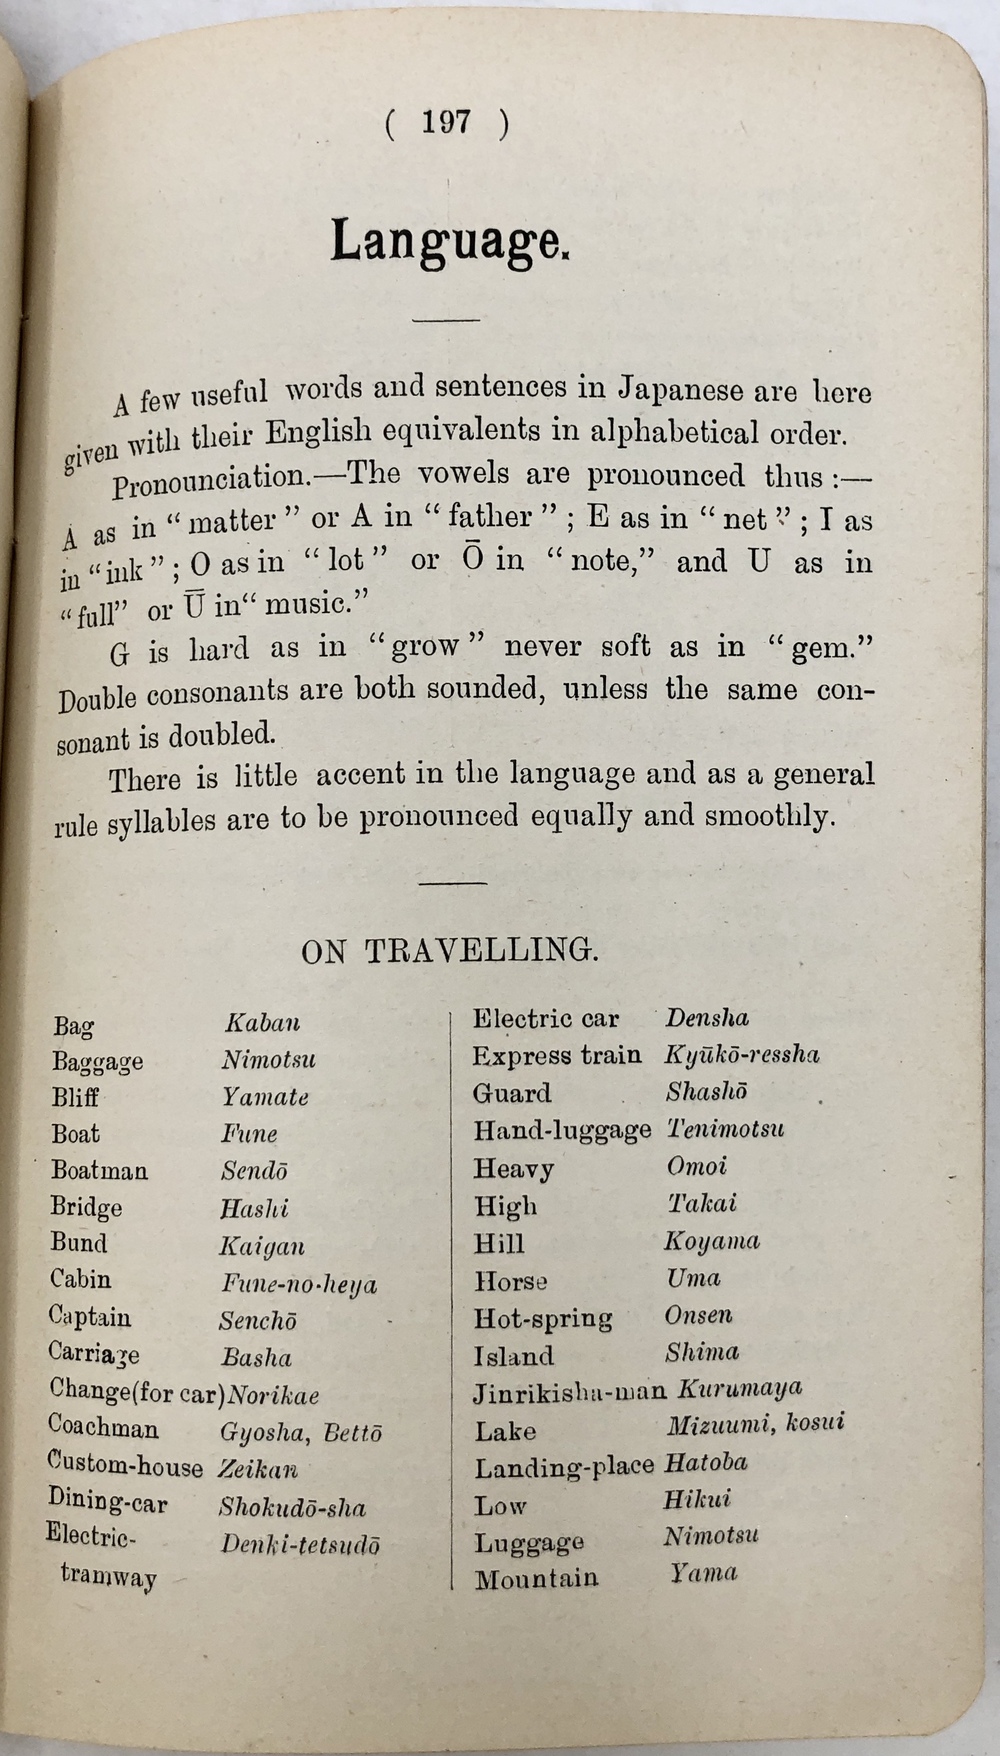 ( 197 )
Language.
A few useful words and sentences in Japanese are here
given with their English equivalents in alphabetical order.
Pronounciation.—The vowels are pronounced thus :—
A as in “ matter ” or A in “ father ” ; E as in “ net ” ; I as
in “ ink ” ; O as in “ lot ” or Ō in “ note,” and U as in
“ full” or Ū in“ music.”
G is hard as in “ grow ” never soft as in “ gem.”
Double consonants are both sounded, unless the same con-
sonant is doubled.
There is little accent in the language and as a general
rule syllables are to be pronounced equally and smoothly.
ON TRAVELLING.
Bag Kaban
Baggage Nimotsu
Bliff Yamate
Boat Fune
Boatman Sendō
Bridge Hashi
Bund Kaigan
Cabin Fune-no-heya
Captain Senchō
Carriage Basha
Change(for car) Norikae
Coachman Gyosha, Bettō
Custom-house Zeikan
Dining-car Shokudō-sha
Electric- Denki-tetsudō
tramway
Electric car Densha
Express train Kyūkō-ressha
Guard Shashō
Hand-luggage Tenimotsu
Heavy Omoi
High Takai
Hill Koyama
Horse Uma
Hot-spring Onsen
Island Shima
Jinrikisha-man Kurumaya
Lake Mizuumi, kosui
Landing-place Hatoba
Low Hikui
Luggage Nimotsu
Mountain Yama